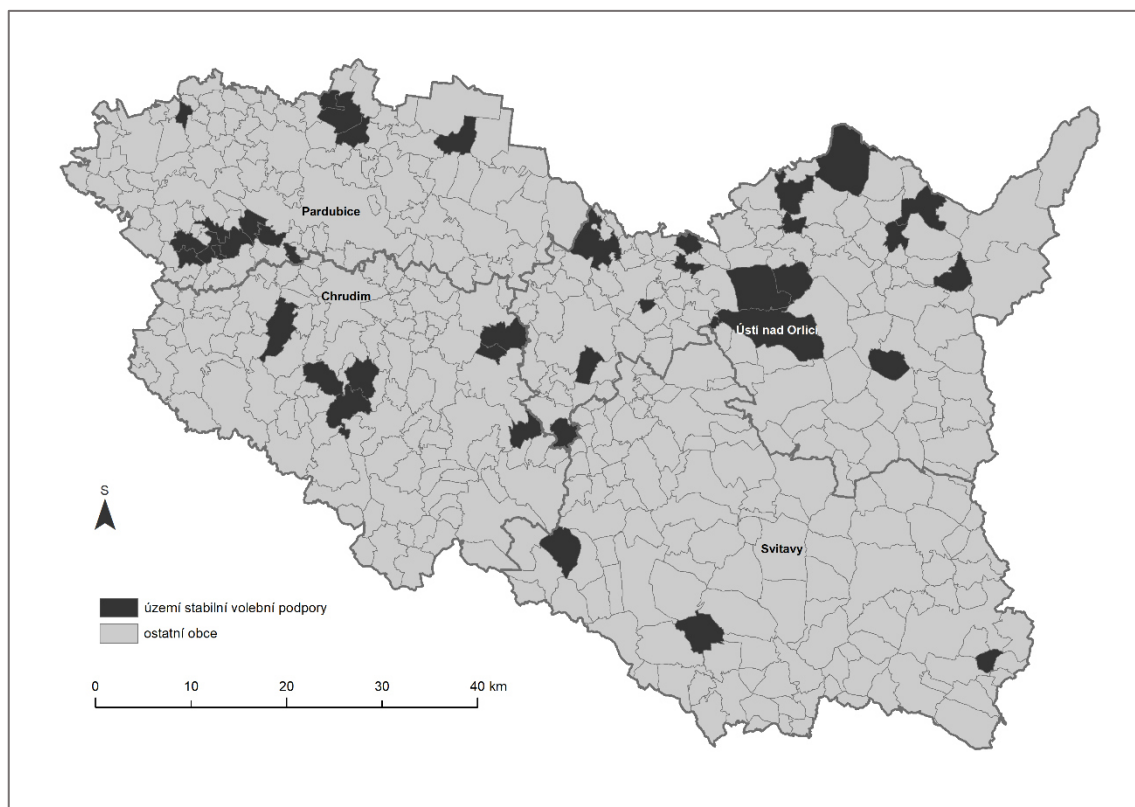 Pardubice
Chrudim
Ústí nad Orlicí
Svitavy
S
území stabilní volební podpory
ostatní obce
0 10 20 30 40 km